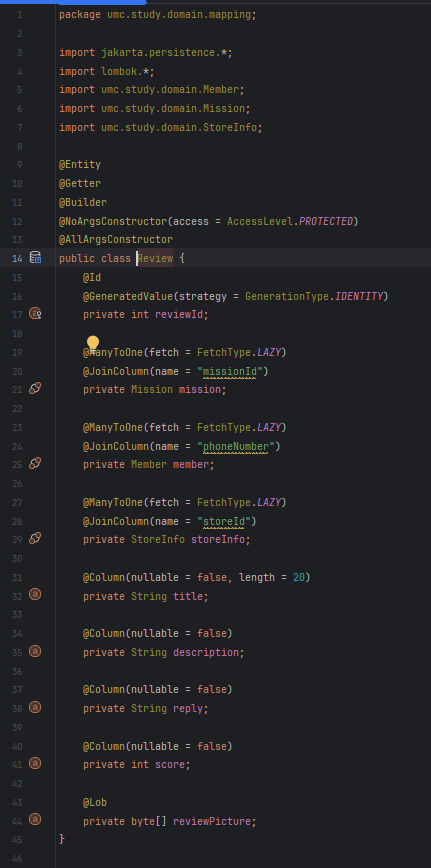 1 package umc.study.domain.mapping;
2
3 import jakarta.persistence.*;
4 import lombok.*;
5 import umc.study.domain.Member;
6 import umc.study.domain.Mission;
7 import umc.study.domain.StoreInfo;
8
9 @Entity
10 @Getter
11 @Builder
12 @NoArgsConstructor(access = AccessLevel.PROTECTED)
13 @AllArgsConstructor
14 public class Review {
15 @Id
16 @GeneratedValue(strategy = GenerationType.IDENTITY)
17 private int reviewId;
18
19 @ManyToOne(fetch = FetchType.LAZY)
20 @JoinColumn(name = "missionId")
21 private Mission mission;
22
23 @ManyToOne(fetch = FetchType.LAZY)
24 @JoinColumn(name = "phoneNumber")
25 private Member member;
26
27 @ManyToOne(fetch = FetchType.LAZY)
28 @JoinColumn(name = "storeId")
29 private StoreInfo storeInfo;
30
31 @Column(nullable = false, length = 20)
32 private String title;
33
34 @Column(nullable = false)
35 private String description;
36
37 @Column(nullable = false)
38 private String reply;
39
40 @Column(nullable = false)
41 private int score;
42
43 @Lob
44 private byte[] reviewPicture;
45 }
46